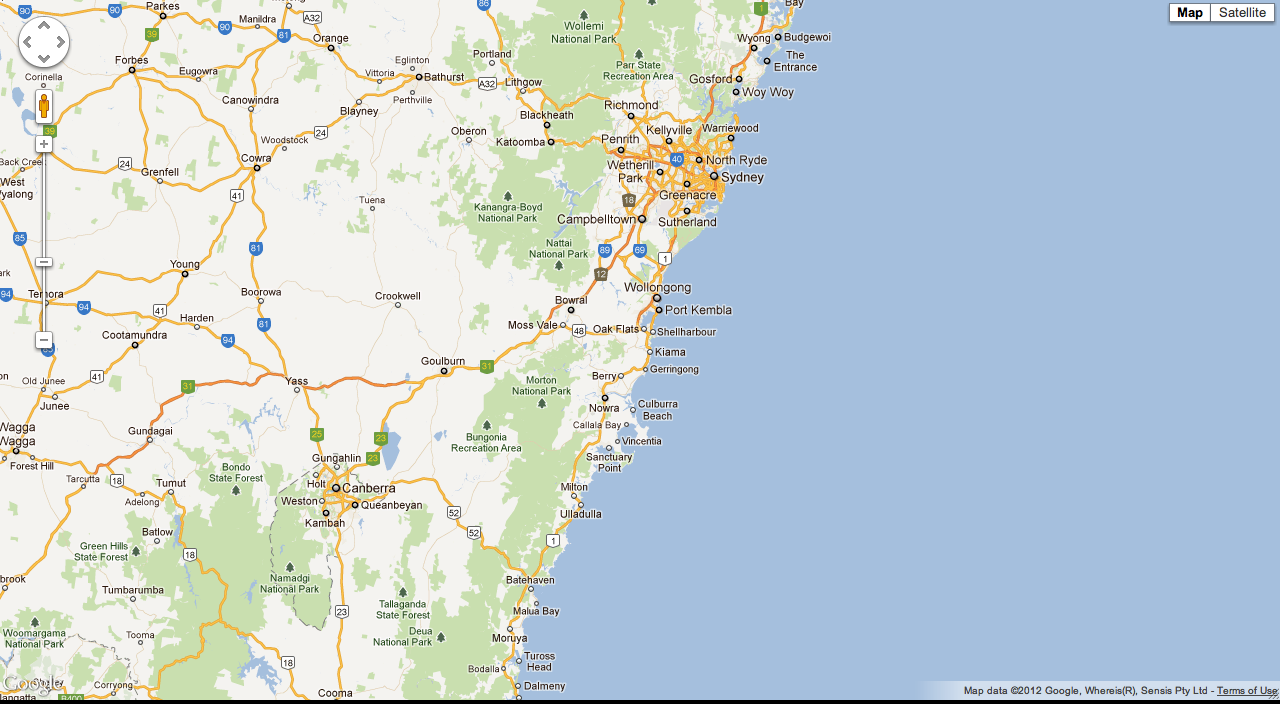 90
Parkes
90
Manildra
A32
86
Wollemi
National Park
1
Bay
Map
Satellite
39
90
81
Orange
Wyong
Budgewoi
The
Entrance
Forbes
Eugowra
Eglinton
Vittoria
Bathurst
Portland
A32
Lithgow
Parr State
Recreation Area
Gosford
Woy Woy
Corinella
Canowindra
Perthville
Blayney
Blackheath
Richmond
39
Woodstock
24
Oberon
Katoomba
Penrith
Kellyville
Warriewood
Back Creek
24
Cowra
Grenfell
40
North Ryde
Wetherill
Park
Sydney
West
Wyalong
41
Tuena
Kanangra-Boyd
National Park
18
Greenacre
Campbelltown
Sutherland
85
81
Nattai
National Park
89
69
1
ark
Young
12
94
Temora
94
41
Boorowa
Crookwell
Bowral
Wollongong
Port Kembla
Harden
81
Moss Vale
48
Oak Flats
Shellharbour
Cootamundra
94
Kiama
Goulburn
31
Gerringong
on
41
Old Junee
31
Yass
Morton
National Park
Berry
Junee
Nowra
Culburra
Beach
Wagga
Wagga
Gundagai
25
23
Bungonia
Recreation Area
Callala Bay
Vincentia
Forest Hill
Gungahlin
23
Sanctuary
Point
Bondo
State Forest
Tarcutta
18
Tumut
Holt
Canberra
Milton
Adelong
Weston
Queanbeyan
52
Ulladulla
Kambah
52
Batlow
1
Green Hills
State Forest
18
brook
Namadgi
National Park
Batehaven
Tumbarumba
23
Tallaganda
State Forest
Malua Bay
Woomargama
National Park
Tooma
Deua
National Park
Moruya
18
Tuross
Head
Bodalla
Google
Corryong
Cooma
Dalmeny
langatta
B400
Map data ©2012 Google, Whereis(R), Sensis Pty Ltd - Terms of Use